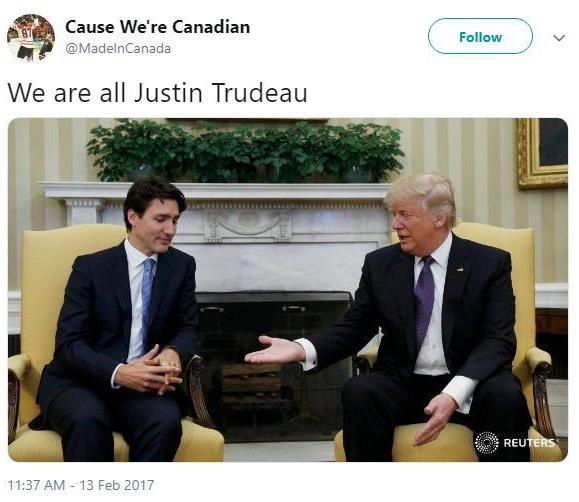 Cause We're Canadian
@MadeInCanada
Follow
We are all Justin Trudeau
REUTERS
11:37 AM - 13 Feb 2017